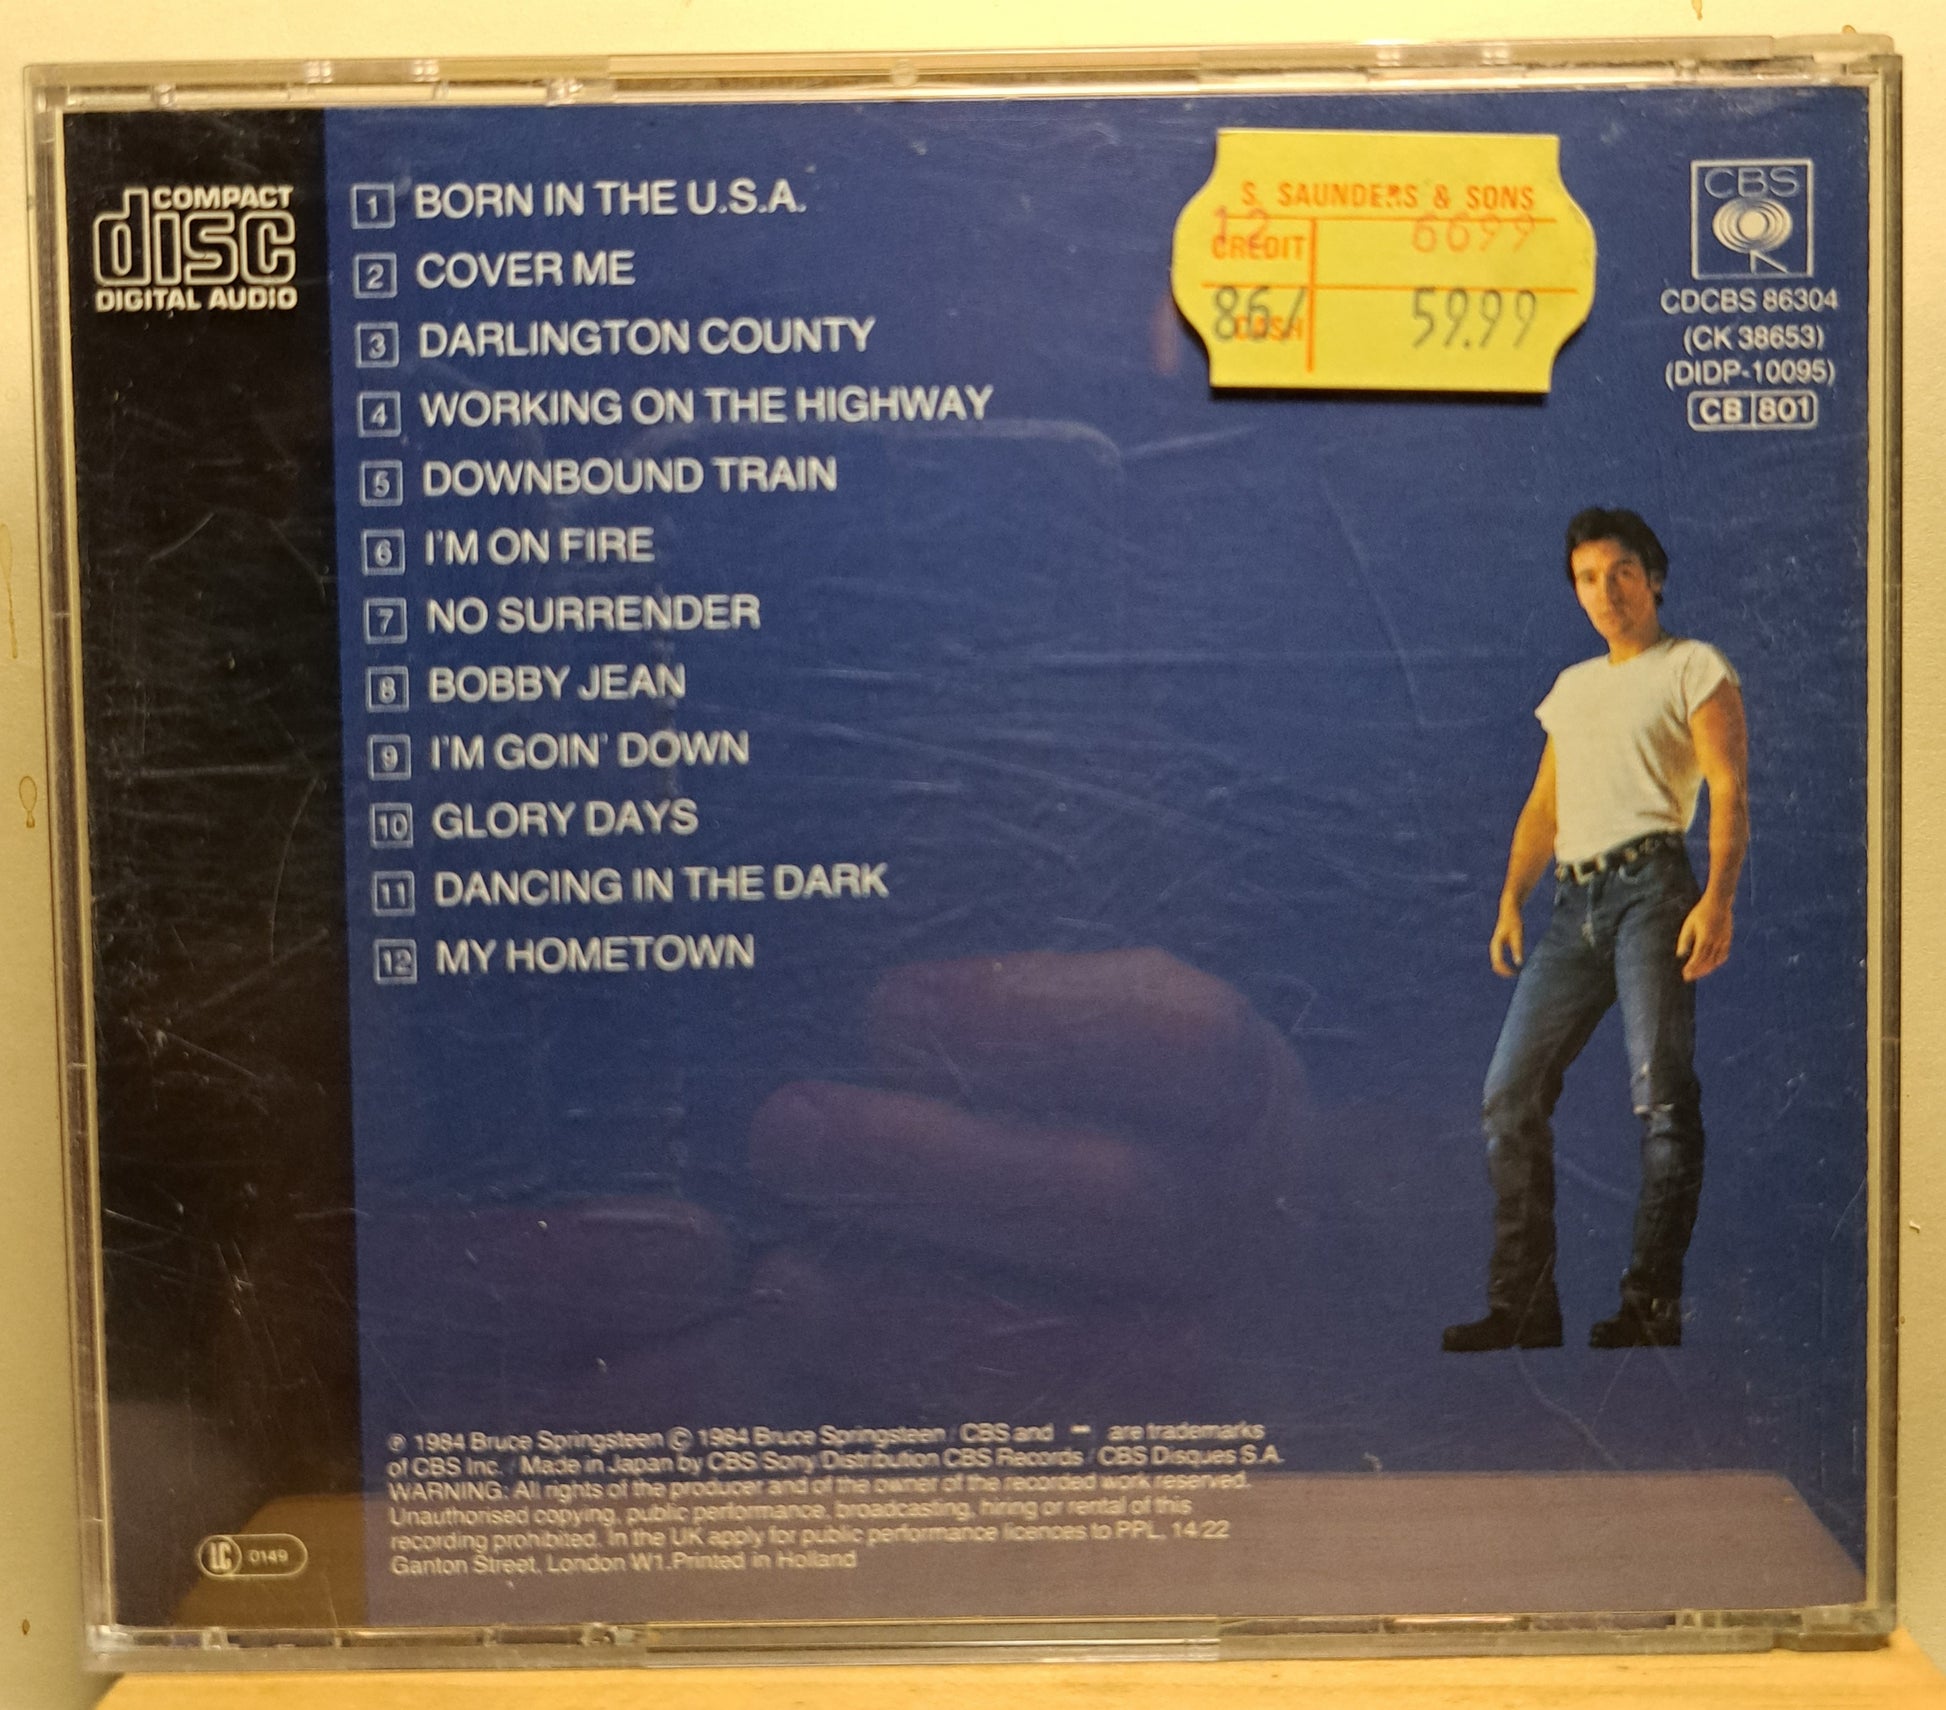 COMPACT
disc
DIGITAL AUDIO
1 BORN IN THE U.S.A.
2 COVER ME
3 DARLINGTON COUNTY
4 WORKING ON THE HIGHWAY
5 DOWNBOUND TRAIN
6 I'M ON FIRE
7 NO SURRENDER
8 BOBBY JEAN
9 I'M GOIN' DOWN
10 GLORY DAYS
11 DANCING IN THE DARK
12 MY HOMETOWN
S. SAUNDERS & SONS
12 CREDIT 6699
86/ CASH 59.99
CBS
CDCBS 86304
(CK 38653)
(DIDP-10095)
CB 801
℗ 1984 Bruce Springsteen © 1984 Bruce Springsteen / CBS and are trademarks
of CBS Inc. / Made in Japan by CBS Sony Distribution CBS Records / CBS Disques S.A.
WARNING: All rights of the producer and of the owner of the recorded work reserved.
Unauthorised copying, public performance, broadcasting, hiring or rental of this
recording prohibited. In the UK apply for public performance licences to PPL, 14 22
Ganton Street, London W1. Printed in Holland
LC 0149